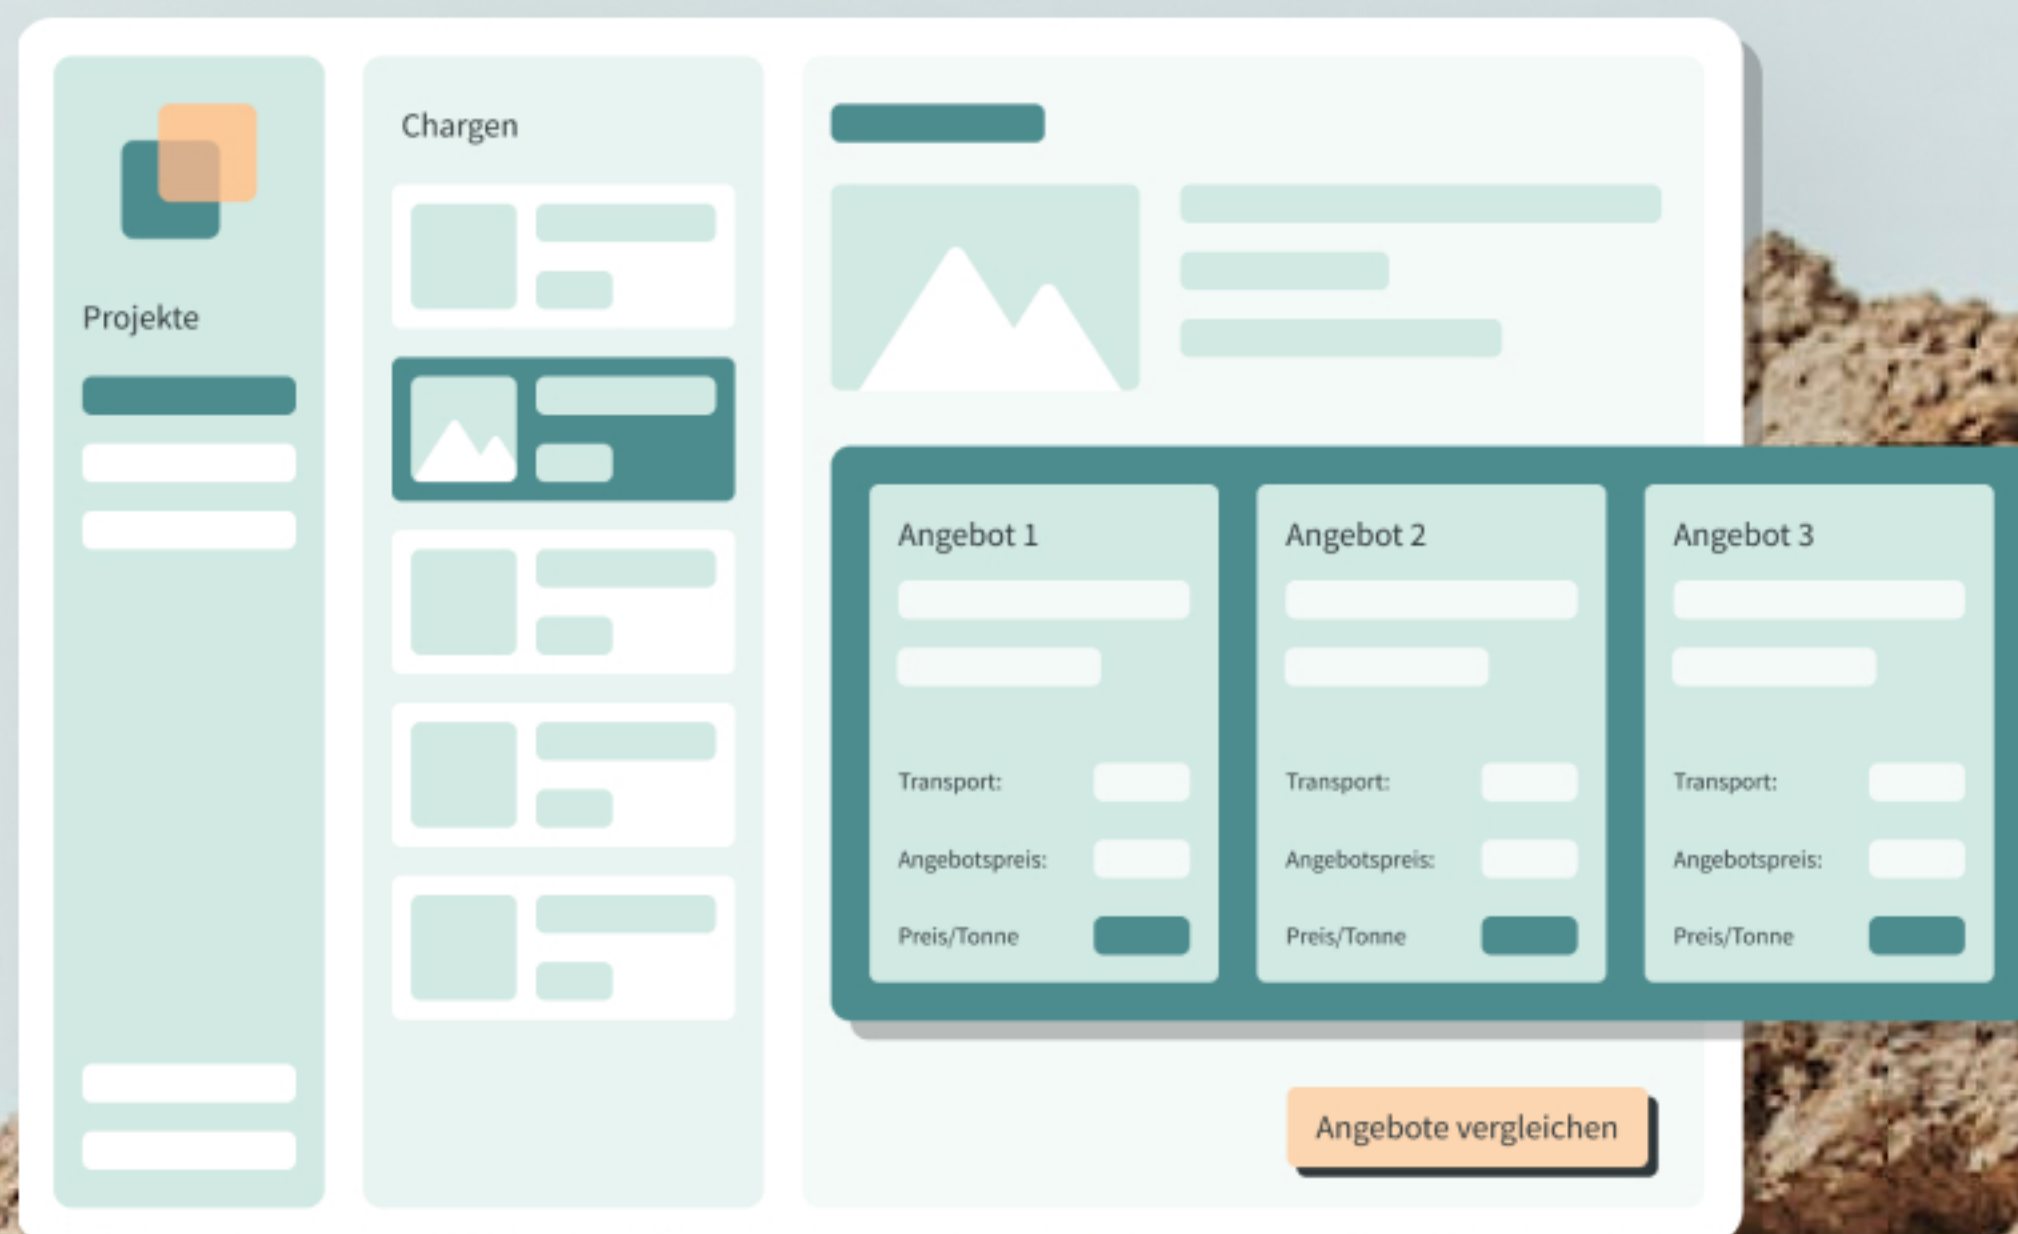 Projekte
Chargen
Angebot 1
Transport:
Angebotspreis:
Preis/Tonne
Angebot 2
Transport:
Angebotspreis:
Preis/Tonne
Angebot 3
Transport:
Angebotspreis:
Preis/Tonne
Angebote vergleichen